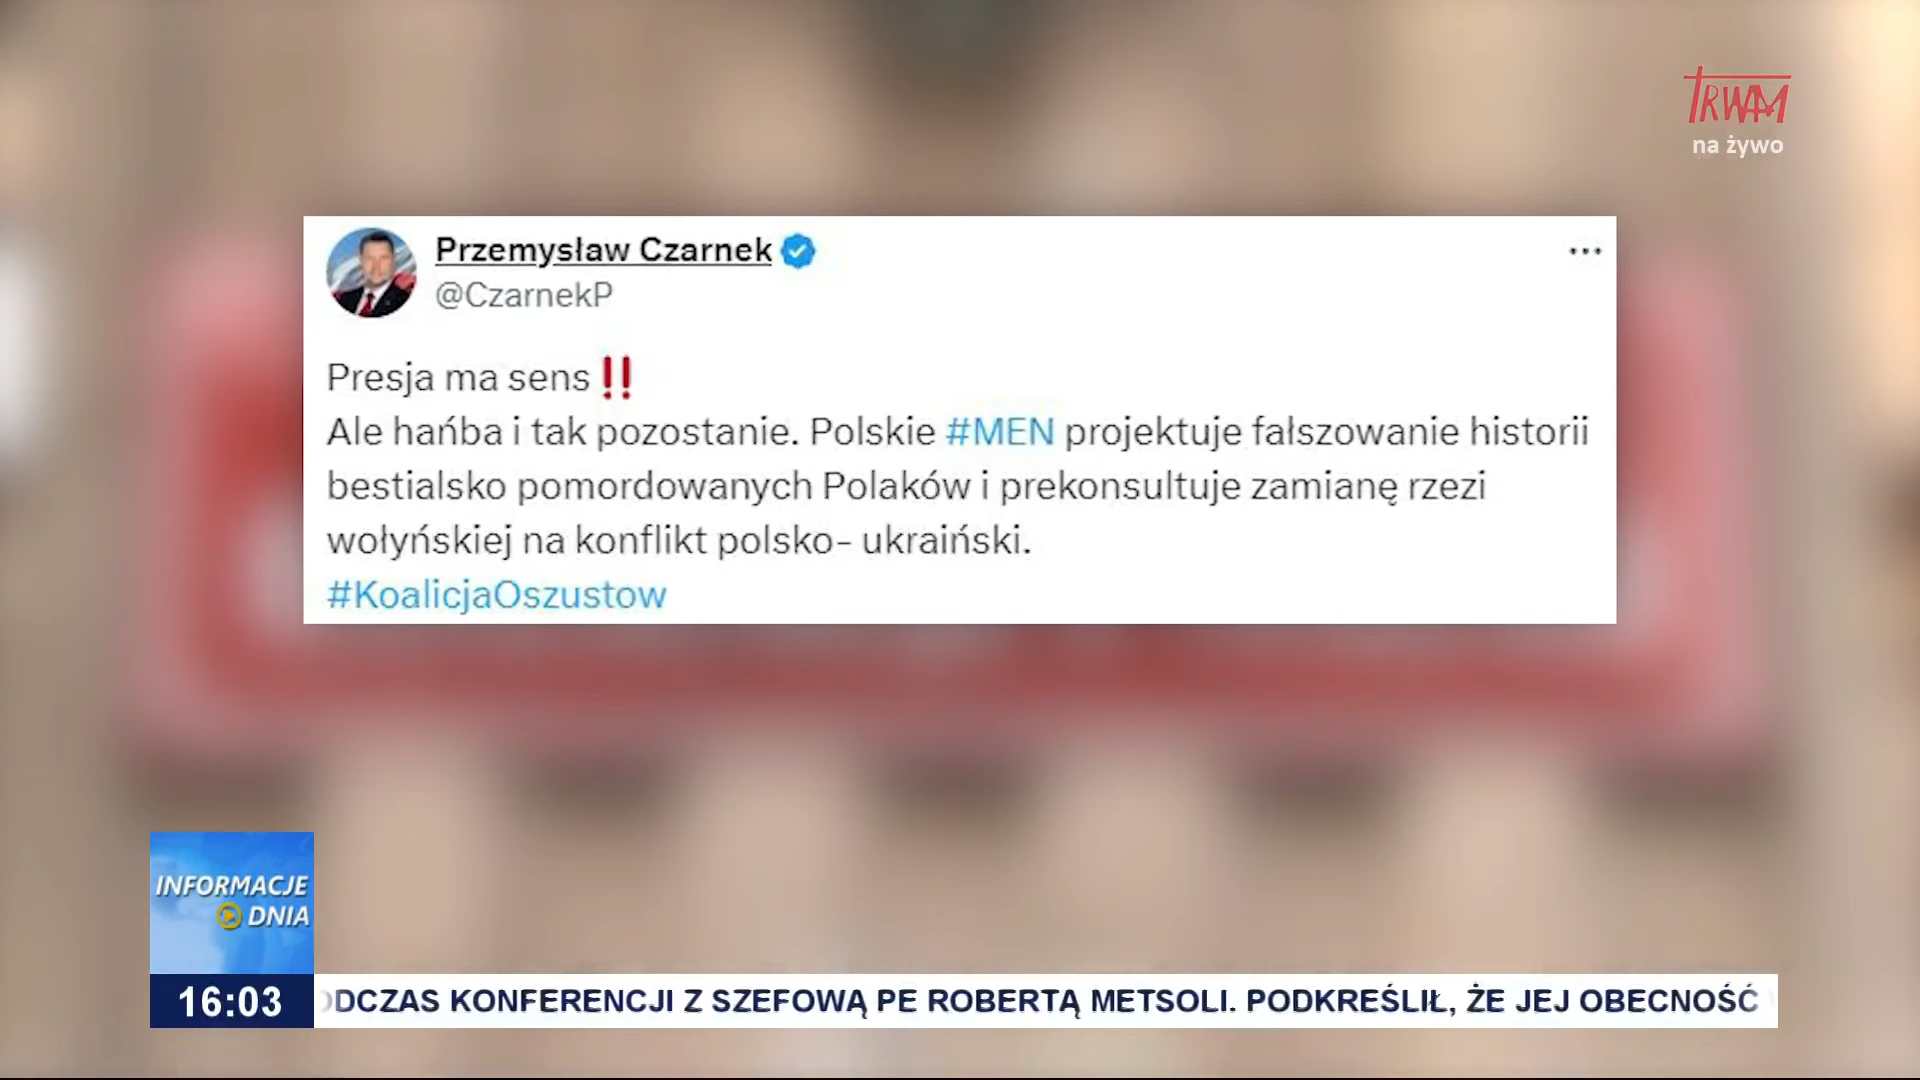 TRWAM
na żywo
Przemysław Czarnek
@CzarnekP
Presja ma sens‼
Ale hańba i tak pozostanie. Polskie #MEN projektuje fałszowanie historii
bestialsko pomordowanych Polaków i prekonsultuje zamianę rzezi
wołyńskiej na konflikt polsko- ukraiński.
#KoalicjaOszustow
INFORMACJE
DNIA
16:03
KONFERENCJI Z SZEFOWĄ PE ROBERTĄ METSOLI. PODKREŚLIŁ, ŻE JEJ OBECNOŚĆ